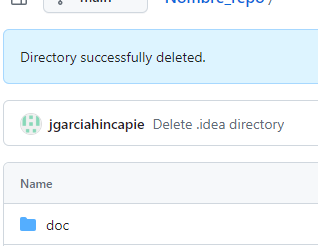 main
Nombre_repo /
Directory successfully deleted.
jgarciahincapie Delete .idea directory
Name
doc